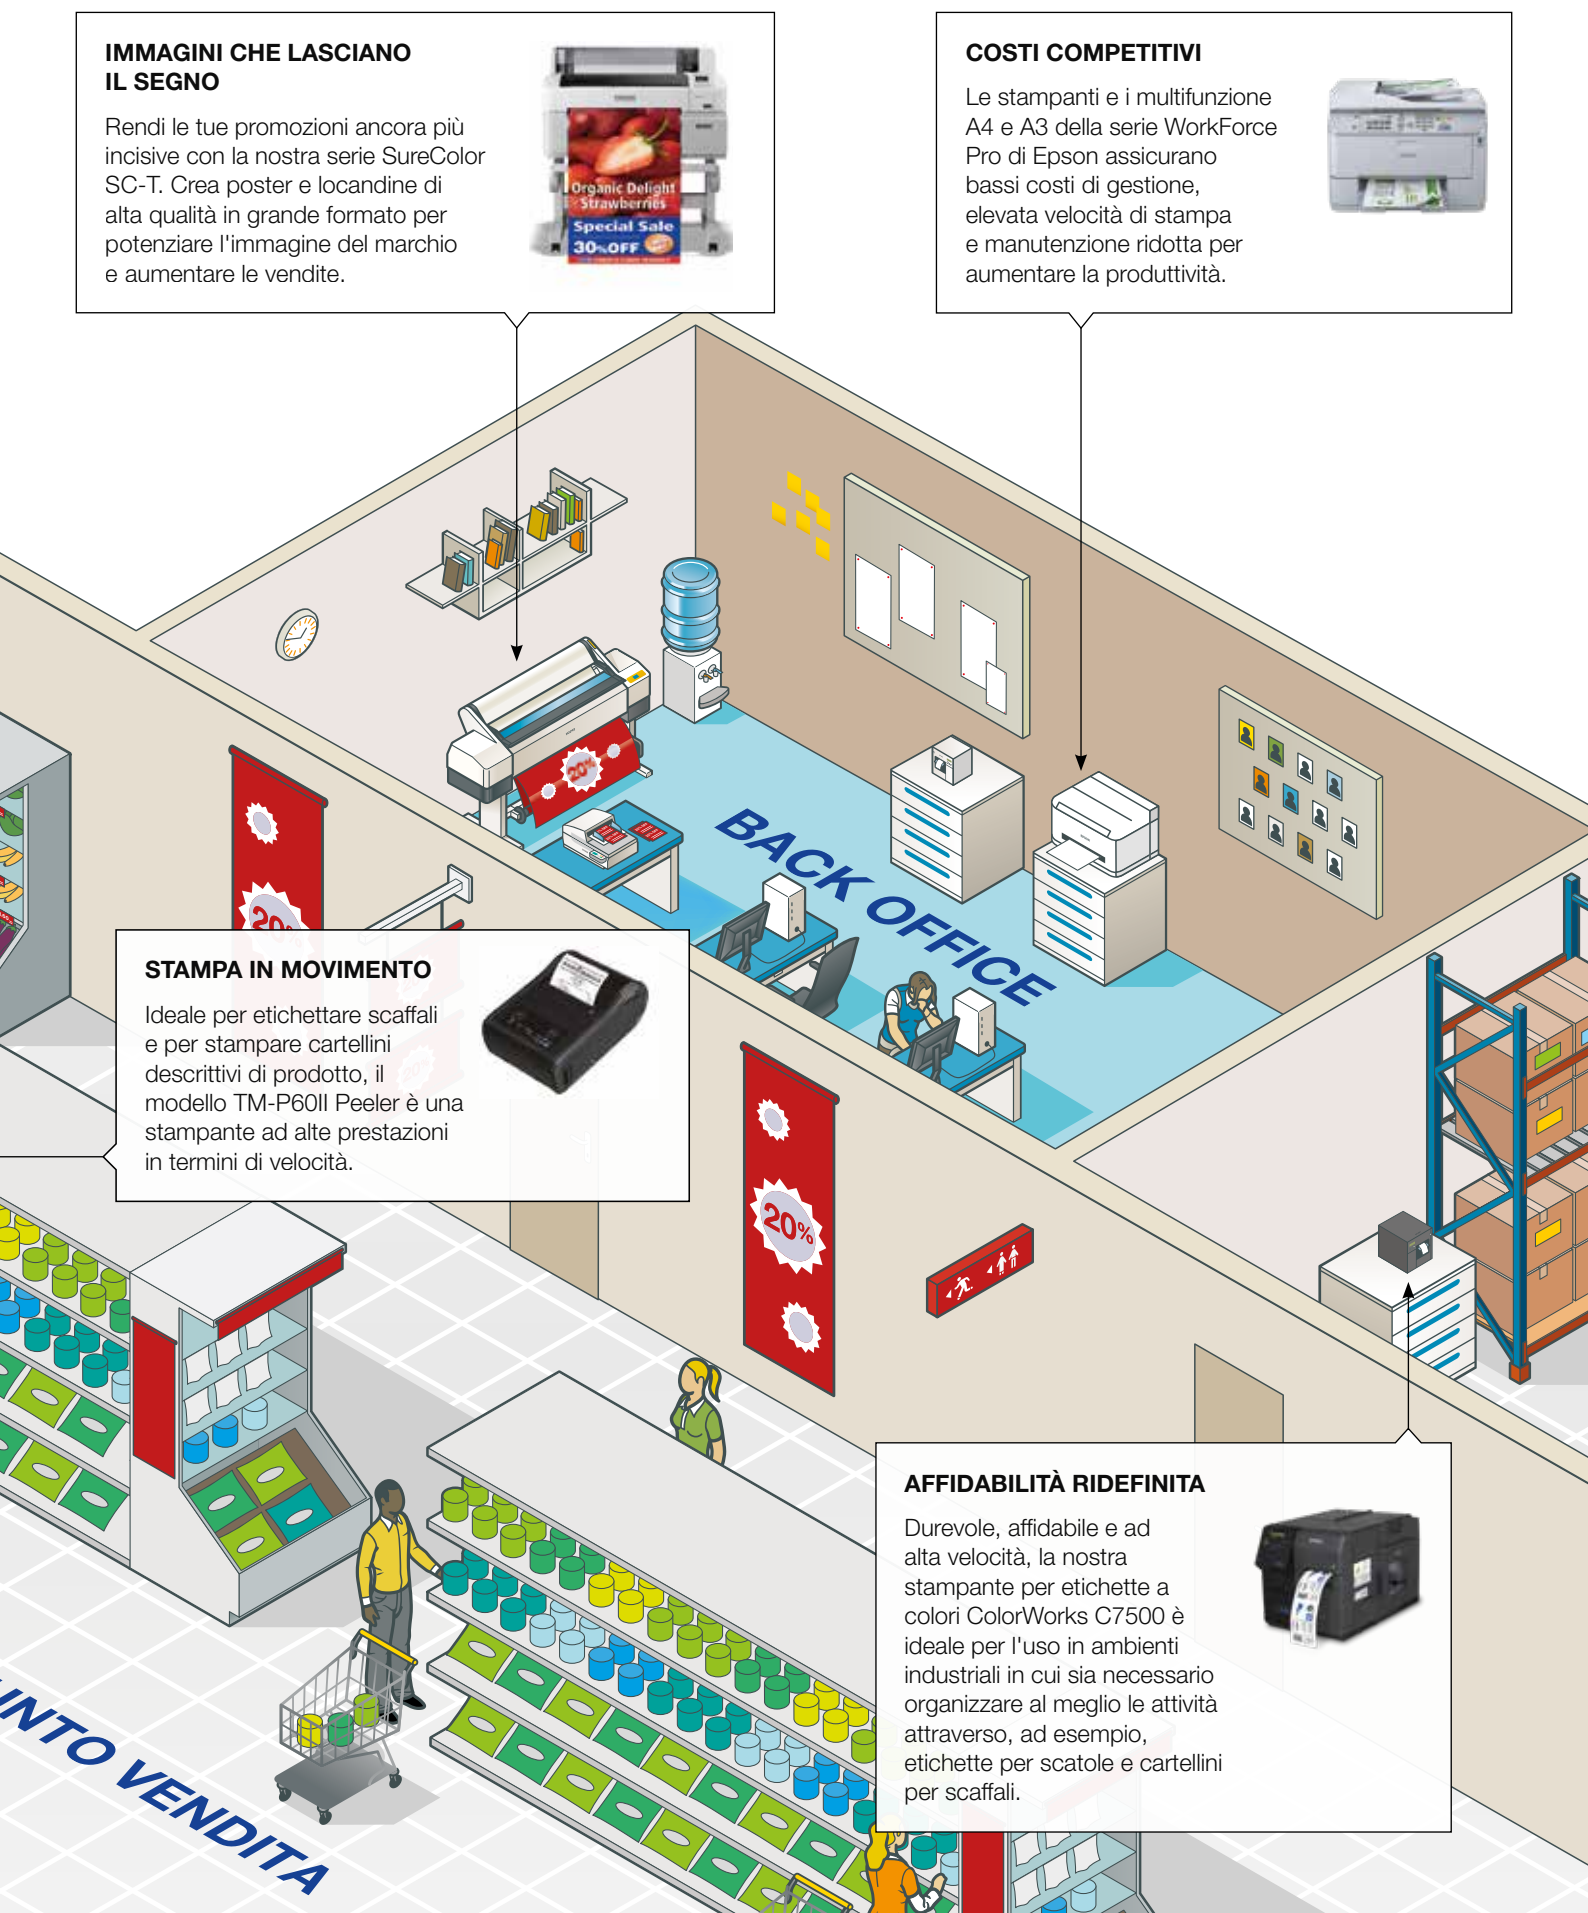 IMMAGINI CHE LASCIANO
IL SEGNO
Rendi le tue promozioni ancora più
incisive con la nostra serie SureColor
SC-T. Crea poster e locandine di
alta qualità in grande formato per
potenziare l'immagine del marchio
e aumentare le vendite.
Organic Delight
Strawberries
Special Sale
30%OFF
COSTI COMPETITIVI
Le stampanti e i multifunzione
A4 e A3 della serie WorkForce
Pro di Epson assicurano
bassi costi di gestione,
elevata velocità di stampa
e manutenzione ridotta per
aumentare la produttività.
20%
BACK OFFICE
20%
STAMPA IN MOVIMENTO
Ideale per etichettare scaffali
e per stampare cartellini
descrittivi di prodotto, il
modello TM-P60II Peeler è una
stampante ad alte prestazioni
in termini di velocità.
20%
AFFIDABILITÀ RIDEFINITA
Durevole, affidabile e ad
alta velocità, la nostra
stampante per etichette a
colori ColorWorks C7500 è
ideale per l'uso in ambienti
industriali in cui sia necessario
organizzare al meglio le attività
attraverso, ad esempio,
etichette per scatole e cartellini
per scaffali.
UNTO VENDITA